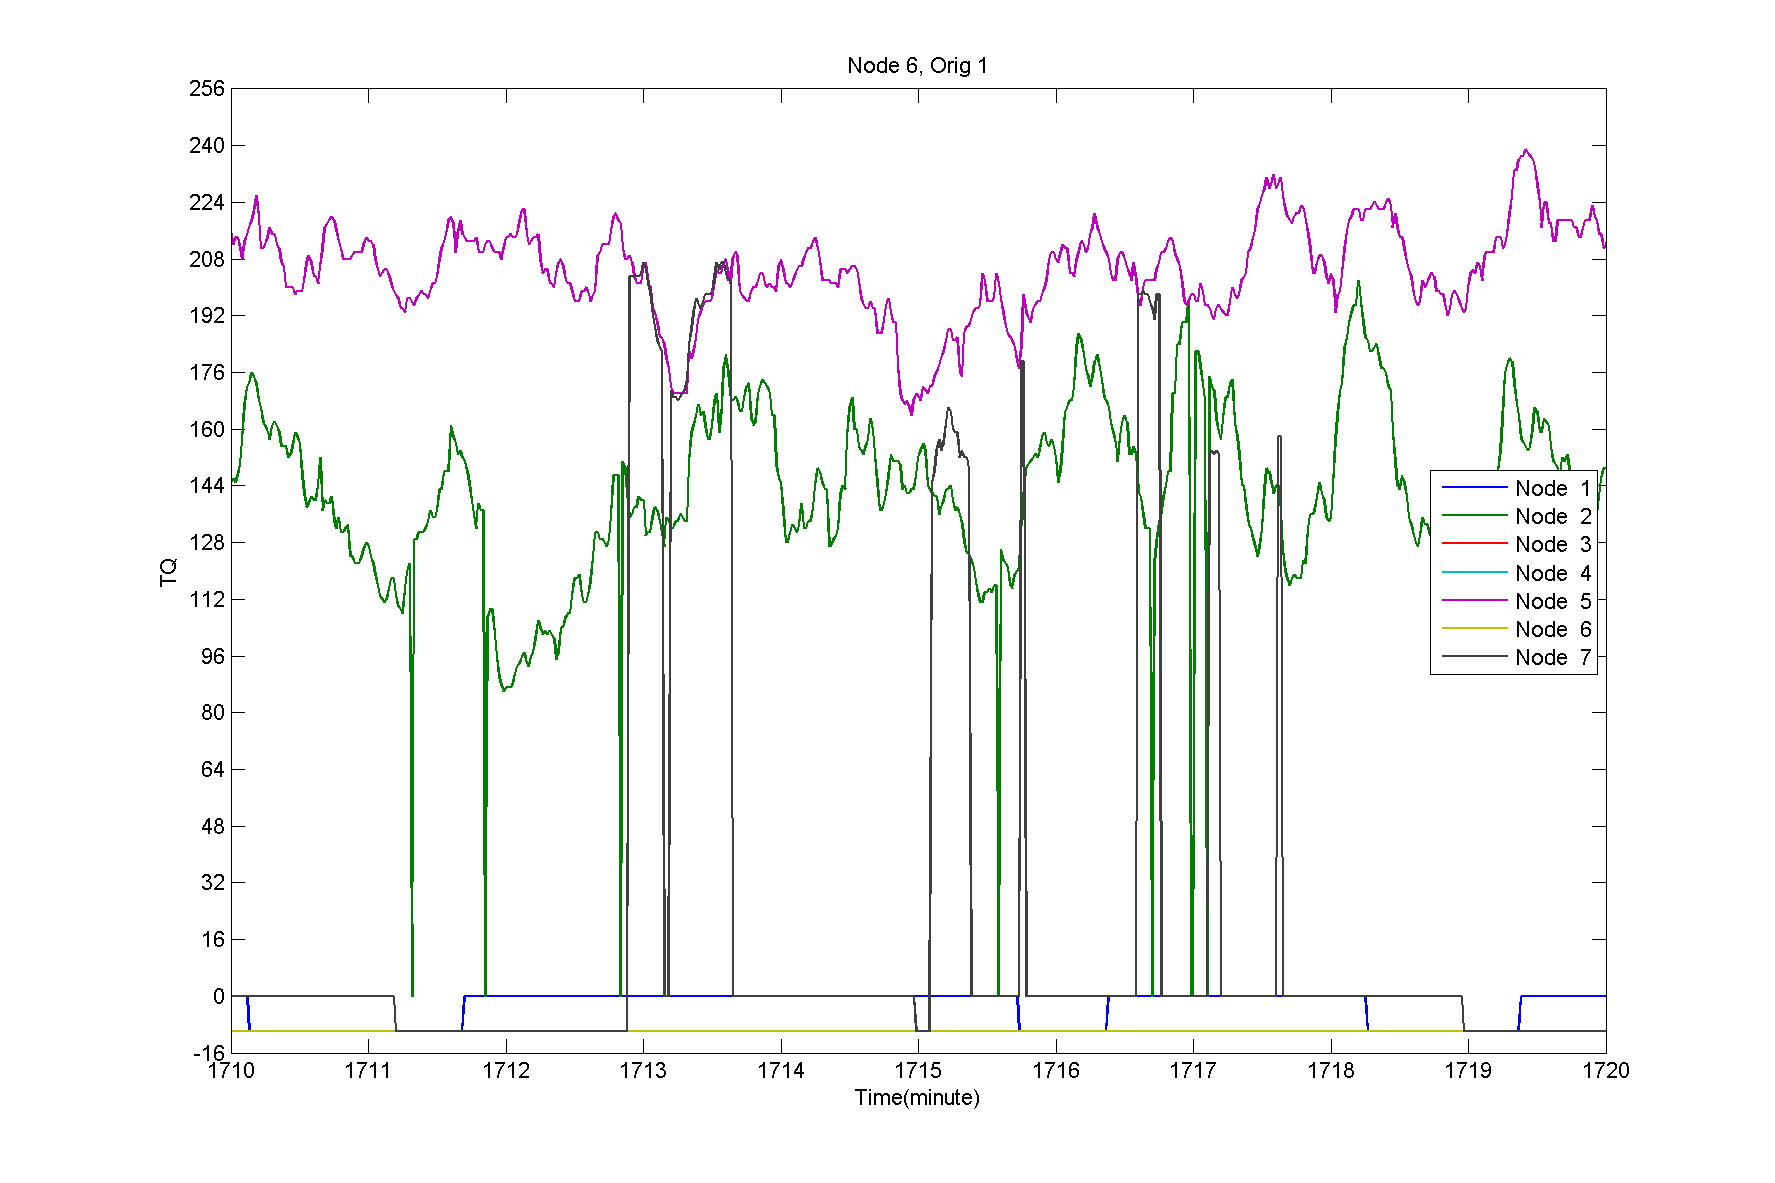 Node 6, Orig 1
256
240
224
208
192
176
160
144
128
112
96
80
64
48
32
16
0
-16
TQ
Node 1
Node 2
Node 3
Node 4
Node 5
Node 6
Node 7
1710 1711 1712 1713 1714 1715 1716 1717 1718 1719 1720
Time(minute)